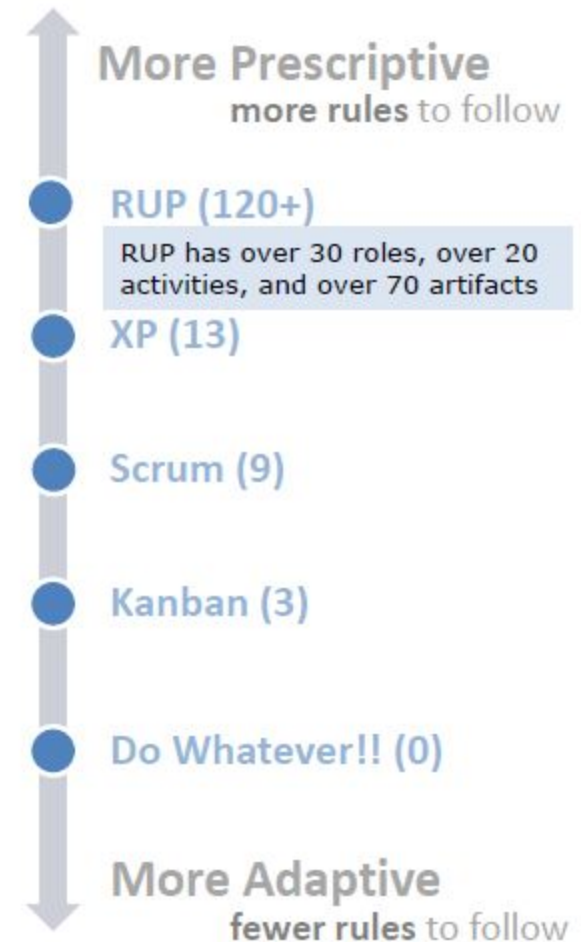 More Prescriptive
more rules to follow
RUP (120+)
RUP has over 30 roles, over 20
activities, and over 70 artifacts
XP (13)
Scrum (9)
Kanban (3)
Do Whatever!! (0)
More Adaptive
fewer rules to follow